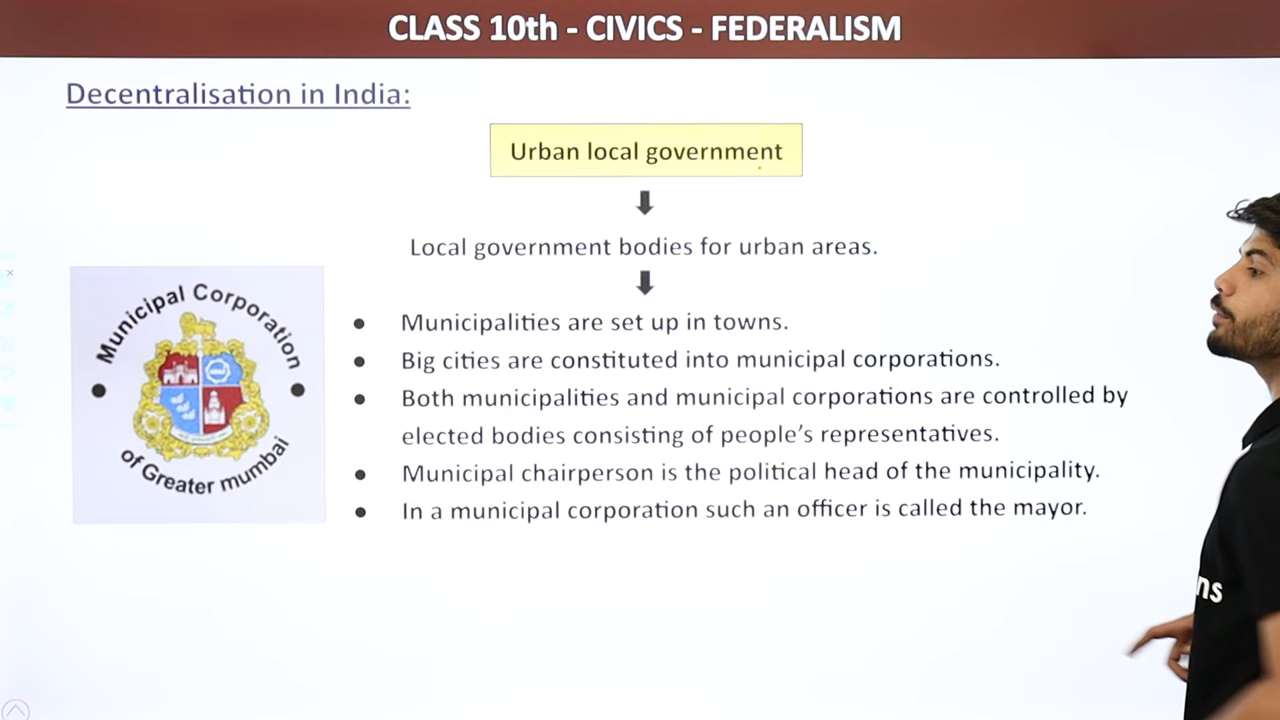 CLASS 10th - CIVICS - FEDERALISM
Decentralisation in India:
Urban local government
Local government bodies for urban areas.
Municipal Corporation
of Greater mumbai
● Municipalities are set up in towns.
● Big cities are constituted into municipal corporations.
● Both municipalities and municipal corporations are controlled by
elected bodies consisting of people’s representatives.
● Municipal chairperson is the political head of the municipality.
● In a municipal corporation such an officer is called the mayor.
ns